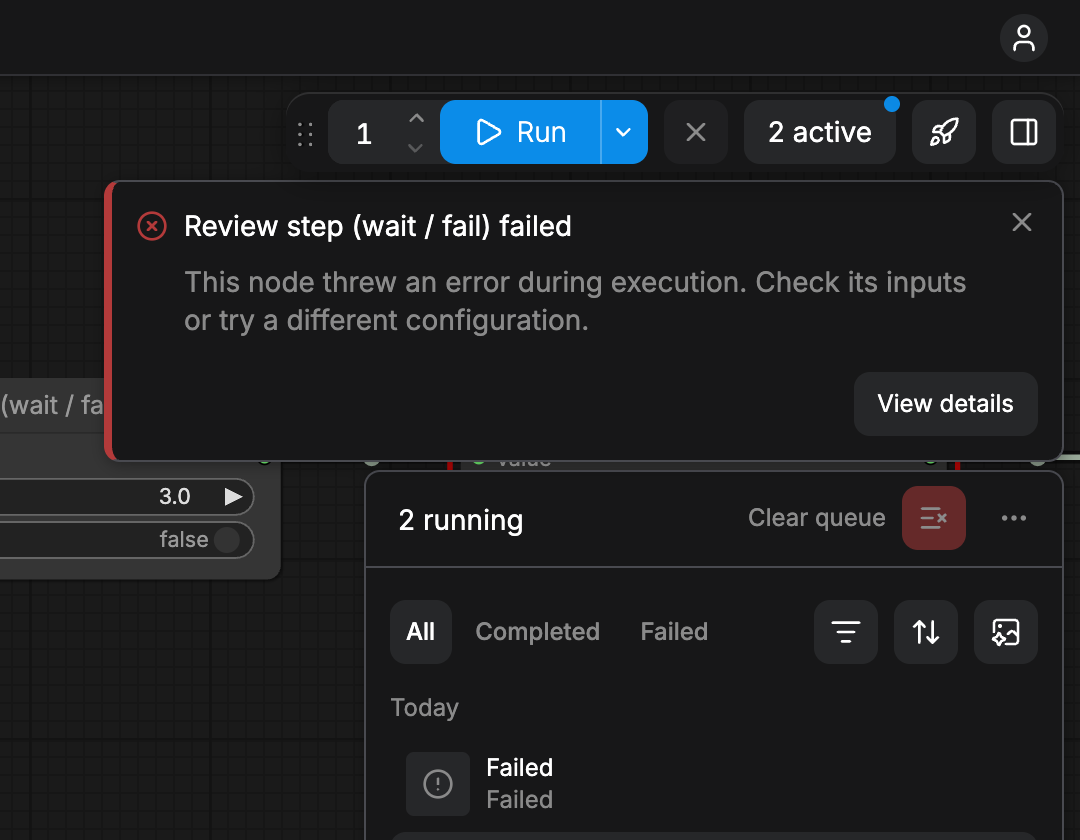 1
Run
2 active
Review step (wait / fail) failed
This node threw an error during execution. Check its inputs
or try a different configuration.
View details
(wait / fa
value
3.0
false
2 running
Clear queue
All
Completed
Failed
Today
Failed
Failed